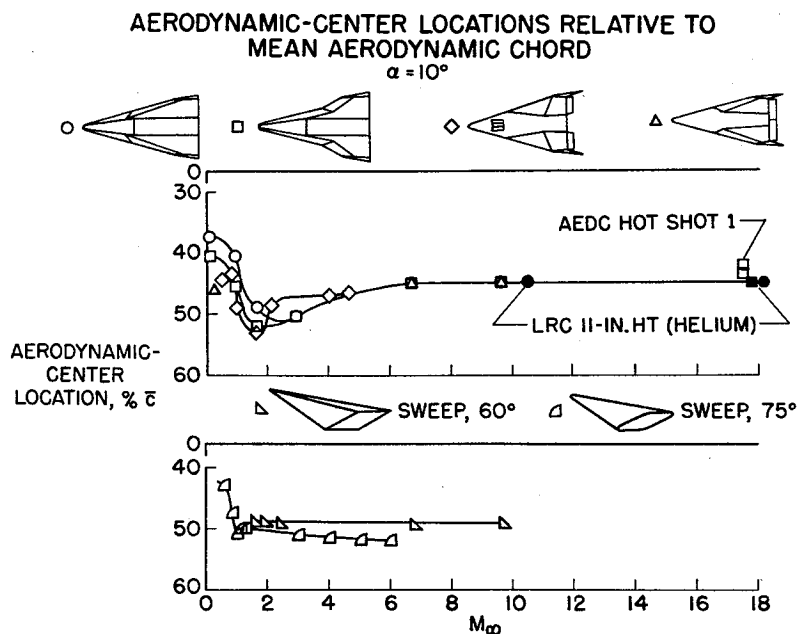 AERODYNAMIC-CENTER LOCATIONS RELATIVE TO
MEAN AERODYNAMIC CHORD
α = 10°
0
30
40
50
60
AEDC HOT SHOT 1
LRC 11-IN. HT (HELIUM)
AERODYNAMIC-
CENTER
LOCATION, % c̄
SWEEP, 60°
SWEEP, 75°
0
40
50
60
0 2 4 6 8 10 12 14 16 18
M∞